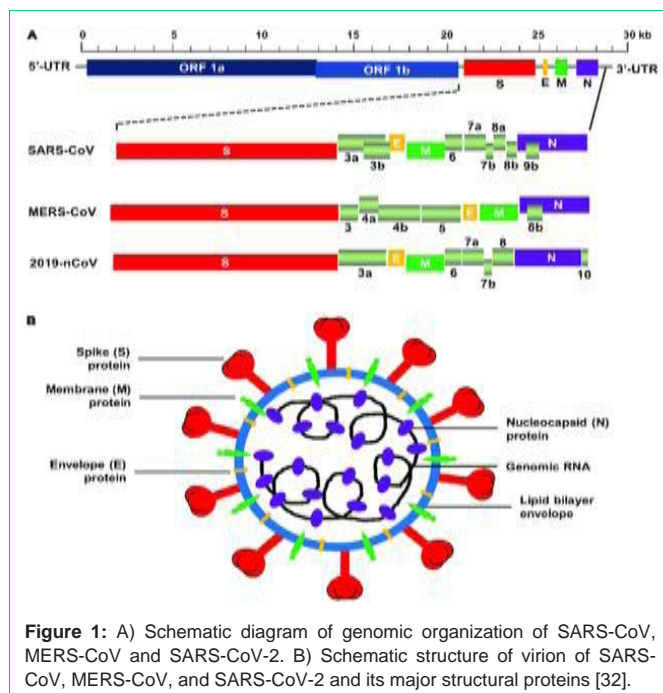 A
0 5 10 15 20 25 30 kb
5'-UTR ORF 1a ORF 1b S E M N 3'-UTR
SARS-CoV S 3a 3b E M 6 7a 7b 8a 8b 9b N
MERS-CoV S 3 4a 4b 5 E M 8b N
2019-nCoV S 3a E M 6 7a 7b 8 N 10
B
Spike (S)
protein
Membrane (M)
protein
Envelope (E)
protein
Nucleocapsid (N)
protein
Genomic RNA
Lipid bilayer
envelope
Figure 1: A) Schematic diagram of genomic organization of SARS-CoV,
MERS-CoV and SARS-CoV-2. B) Schematic structure of virion of SARS-
CoV, MERS-CoV, and SARS-CoV-2 and its major structural proteins [32].